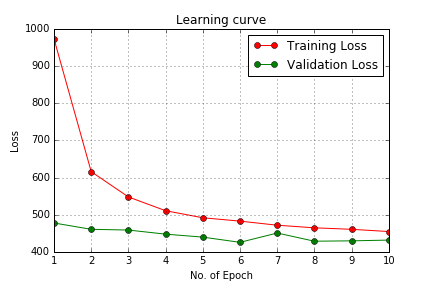 Learning curve
1000
900
800
700
600
500
400
Loss
Training Loss
Validation Loss
1 2 3 4 5 6 7 8 9 10
No. of Epoch